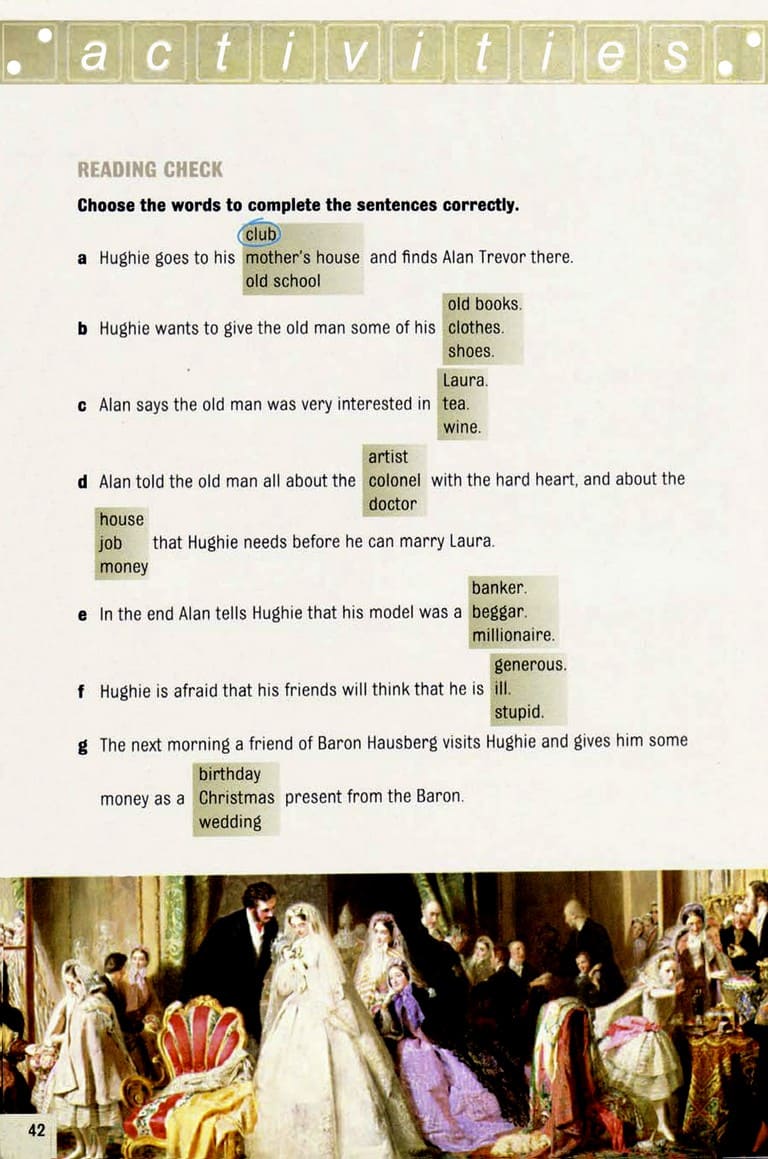 activities
READING CHECK
Choose the words to complete the sentences correctly.
club
a Hughie goes to his mother's house and finds Alan Trevor there.
old school
old books.
b Hughie wants to give the old man some of his clothes.
shoes.
Laura.
c Alan says the old man was very interested in tea.
wine.
artist
d Alan told the old man all about the colonel with the hard heart, and about the
doctor
house
job that Hughie needs before he can marry Laura.
money
banker.
e In the end Alan tells Hughie that his model was a beggar.
millionaire.
generous.
f Hughie is afraid that his friends will think that he is ill.
stupid.
g The next morning a friend of Baron Hausberg visits Hughie and gives him some
birthday
money as a Christmas present from the Baron.
wedding
42